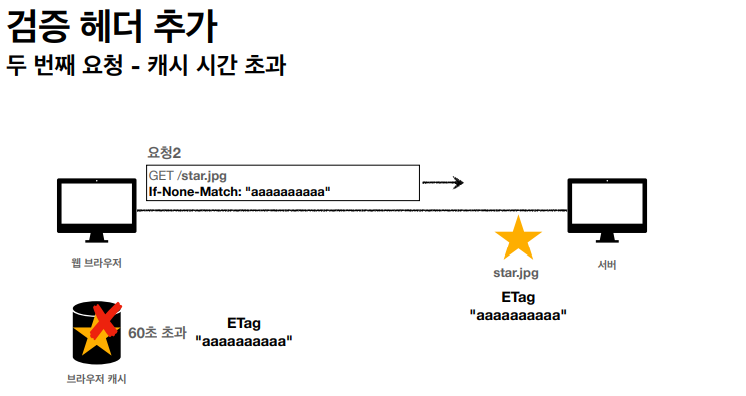 검증 헤더 추가
두 번째 요청 - 캐시 시간 초과
요청2
GET /star.jpg
If-None-Match: "aaaaaaaaaa"
웹 브라우저
star.jpg
서버
ETag
"aaaaaaaaaa"
60초 초과
ETag
"aaaaaaaaaa"
브라우저 캐시